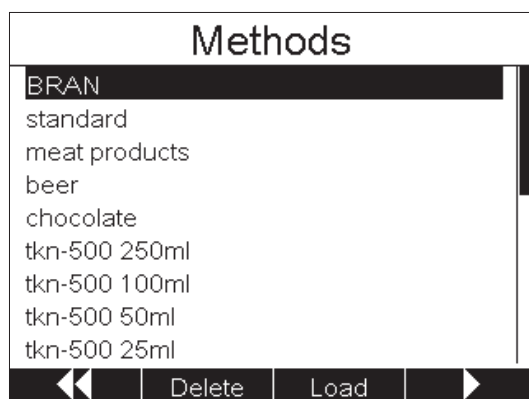 Methods
BRAN
standard
meat products
beer
chocolate
tkn-500 250ml
tkn-500 100ml
tkn-500 50ml
tkn-500 25ml
Delete Load